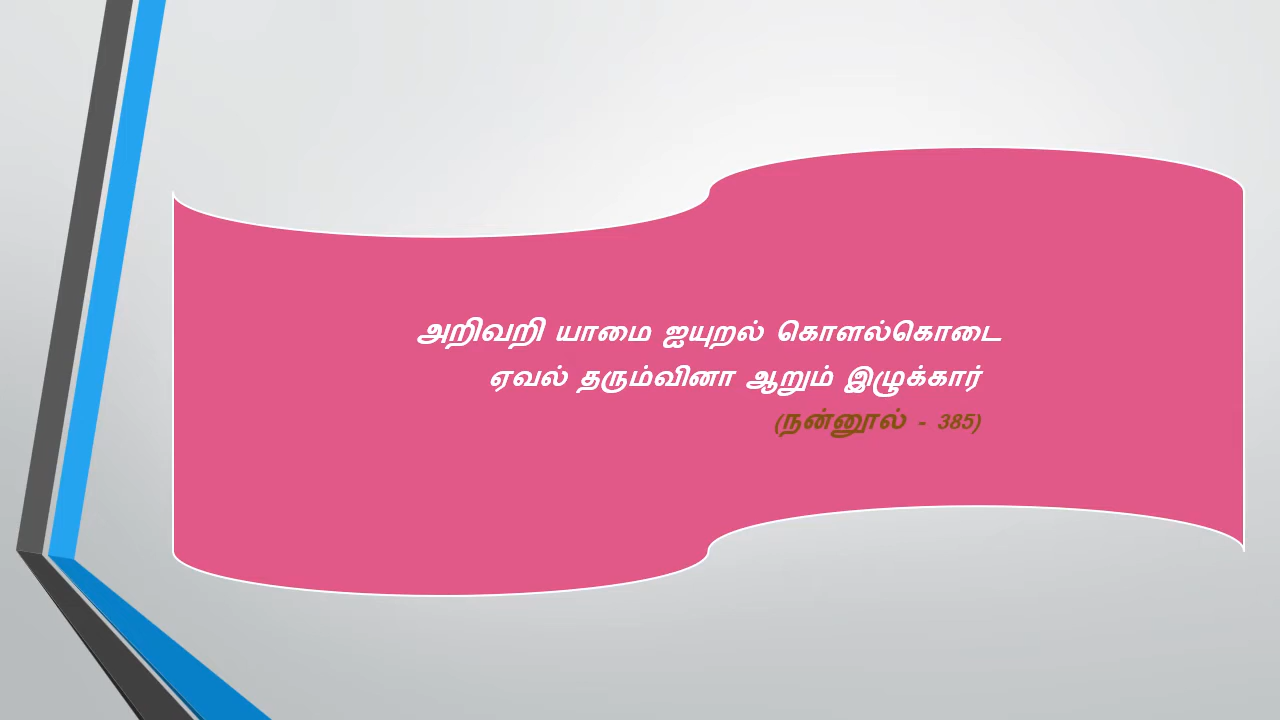 அறிவறி யாமை ஐயுறல் கொளல்கொடை
ஏவல் தரும்வினா ஆறும் இழுக்கார்
(நன்னூல் - 385)